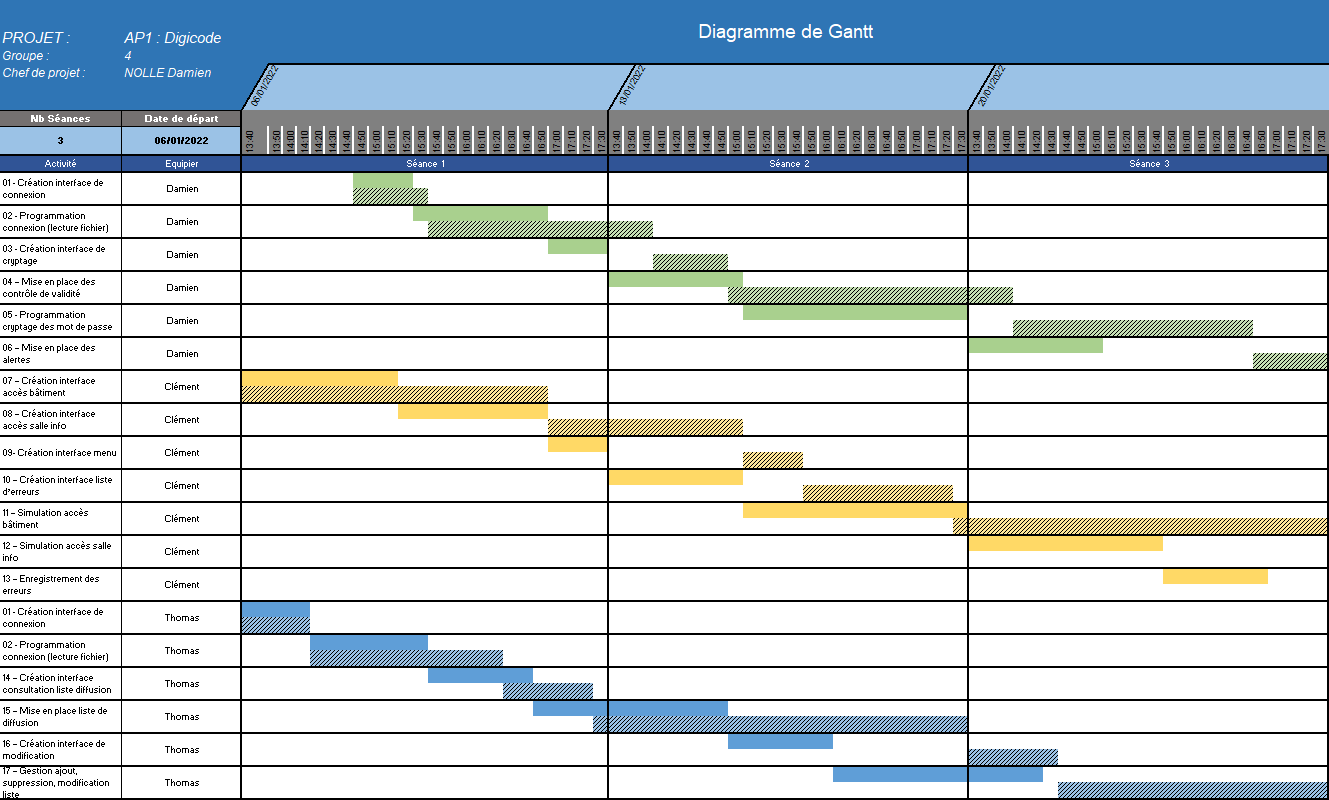 Diagramme de Gantt
PROJET : AP1 : Digicode
Groupe : 4
Chef de projet : NOLLE Damien
06/01/2022 13/01/2022 20/01/2022
Nb Séances Date de départ
3 06/01/2022
13:40 13:50 14:00 14:10 14:20 14:30 14:40 14:50 15:00 15:10 15:20 15:30 15:40 15:50 16:00 16:10 16:20 16:30 16:40 16:50 17:00 17:10 17:20 17:30
13:40 13:50 14:00 14:10 14:20 14:30 14:40 14:50 15:00 15:10 15:20 15:30 15:40 15:50 16:00 16:10 16:20 16:30 16:40 16:50 17:00 17:10 17:20 17:30
13:40 13:50 14:00 14:10 14:20 14:30 14:40 14:50 15:00 15:10 15:20 15:30 15:40 15:50 16:00 16:10 16:20 16:30 16:40 16:50 17:00 17:10 17:20 17:30
Activité Equipier Séance 1 Séance 2 Séance 3
01 - Création interface de
connexion
Damien
02 - Programmation
connexion (lecture fichier)
Damien
03 - Création interface de
cryptage
Damien
04 – Mise en place des
contrôle de validité
Damien
05 - Programmation
cryptage des mot de passe
Damien
06 – Mise en place des
alertes
Damien
07 – Création interface
accès bâtiment
Clément
08 – Création interface
accès salle info
Clément
09- Création interface menu
Clément
10 – Création interface liste
d'erreurs
Clément
11 – Simulation accès
bâtiment
Clément
12 – Simulation accès salle
info
Clément
13 – Enregistrement des
erreurs
Clément
01 - Création interface de
connexion
Thomas
02 - Programmation
connexion (lecture fichier)
Thomas
14 – Création interface
consultation liste diffusion
Thomas
15 – Mise en place liste de
diffusion
Thomas
16 – Création interface de
modification
Thomas
17 – Gestion ajout,
suppression, modification
liste
Thomas